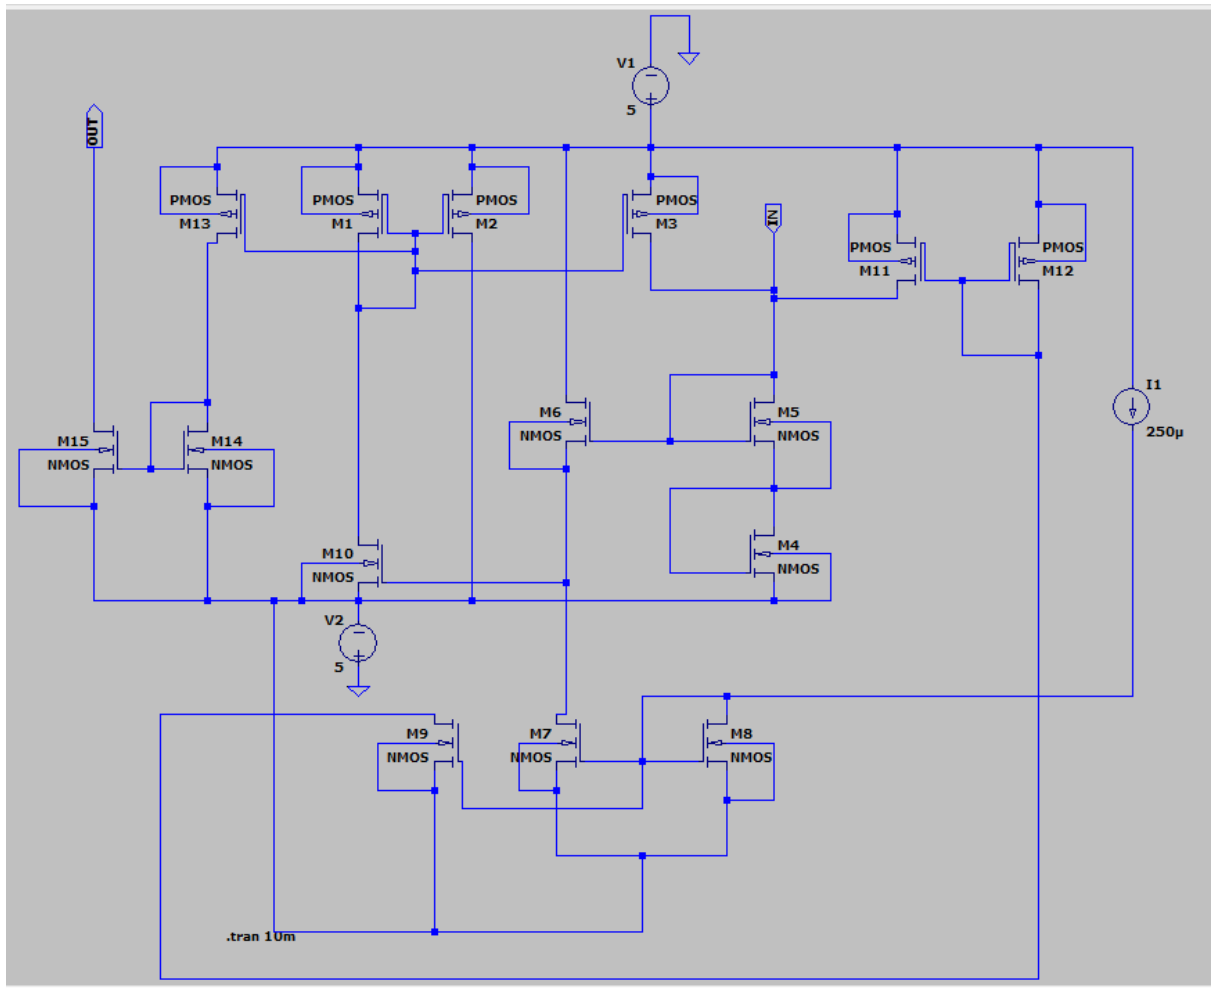 V1
5
OUT
PMOS
M13
PMOS
M1
PMOS
M2
PMOS
M3
IN
PMOS
M11
PMOS
M12
I1
250µ
M6
NMOS
M5
NMOS
M15
NMOS
M14
NMOS
M10
NMOS
M4
NMOS
V2
5
M9
NMOS
M7
NMOS
M8
NMOS
.tran 10m